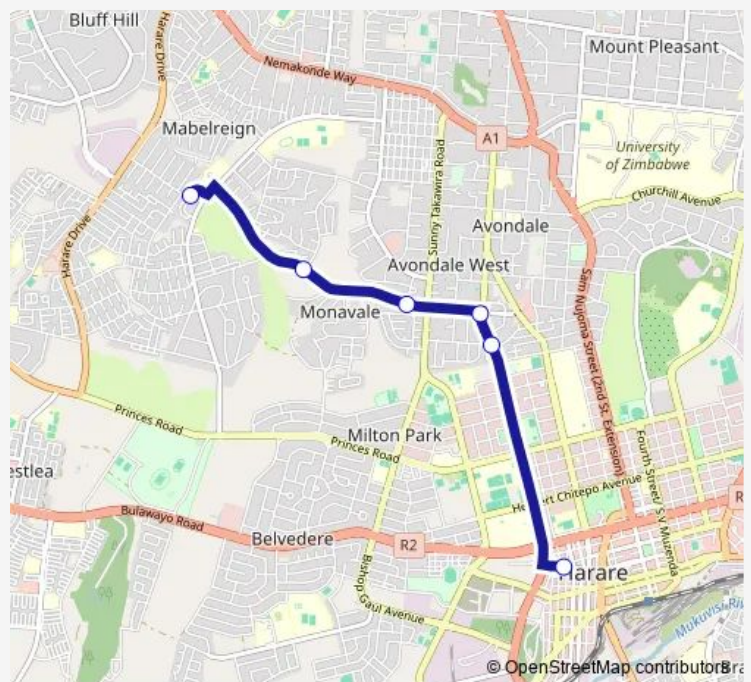 Bluff Hill
Harare Drive
Mount Pleasant
Nemakonde Way
Mabelreign
A1
University
of Zimbabwe
Sunny Takawira Road
Churchill Avenue
Avondale
Harare Drive
Avondale West
Sam Nujoma Street (2nd St. Extension)
Monavale
Princes Road
Milton Park
Princes Road
Fourth Street/ S V Muzenda
estlea
Herbert Chitepo Avenue
R
Bulawayo Road
Belvedere
R2
Harare
Bishop Gaul Avenue
© OpenStreetMap contributors